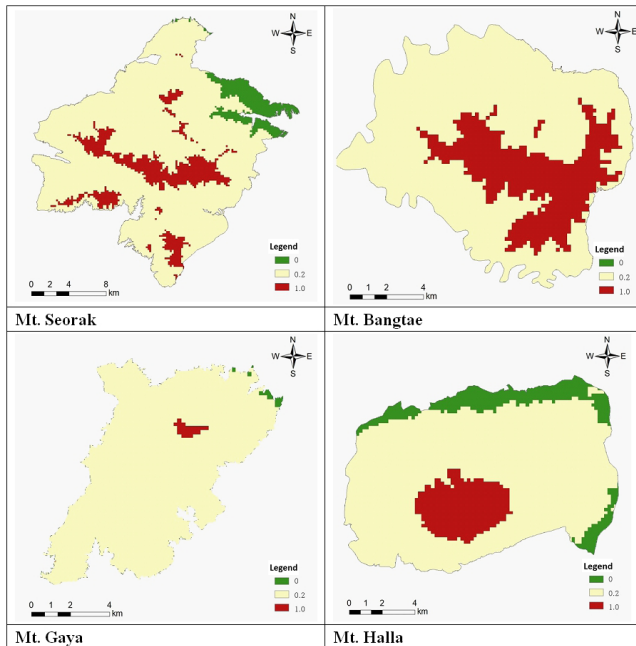 N
W E
S
Legend
0
0.2
1.0
0 2 4 8
km
Mt. Seorak
N
W E
S
Legend
0
0.2
1.0
0 1 2 4
km
Mt. Bangtae
N
W E
S
Legend
0
0.2
1.0
0 1 2 4
km
Mt. Gaya
N
W E
S
Legend
0
0.2
1.0
0 1 2 4
km
Mt. Halla